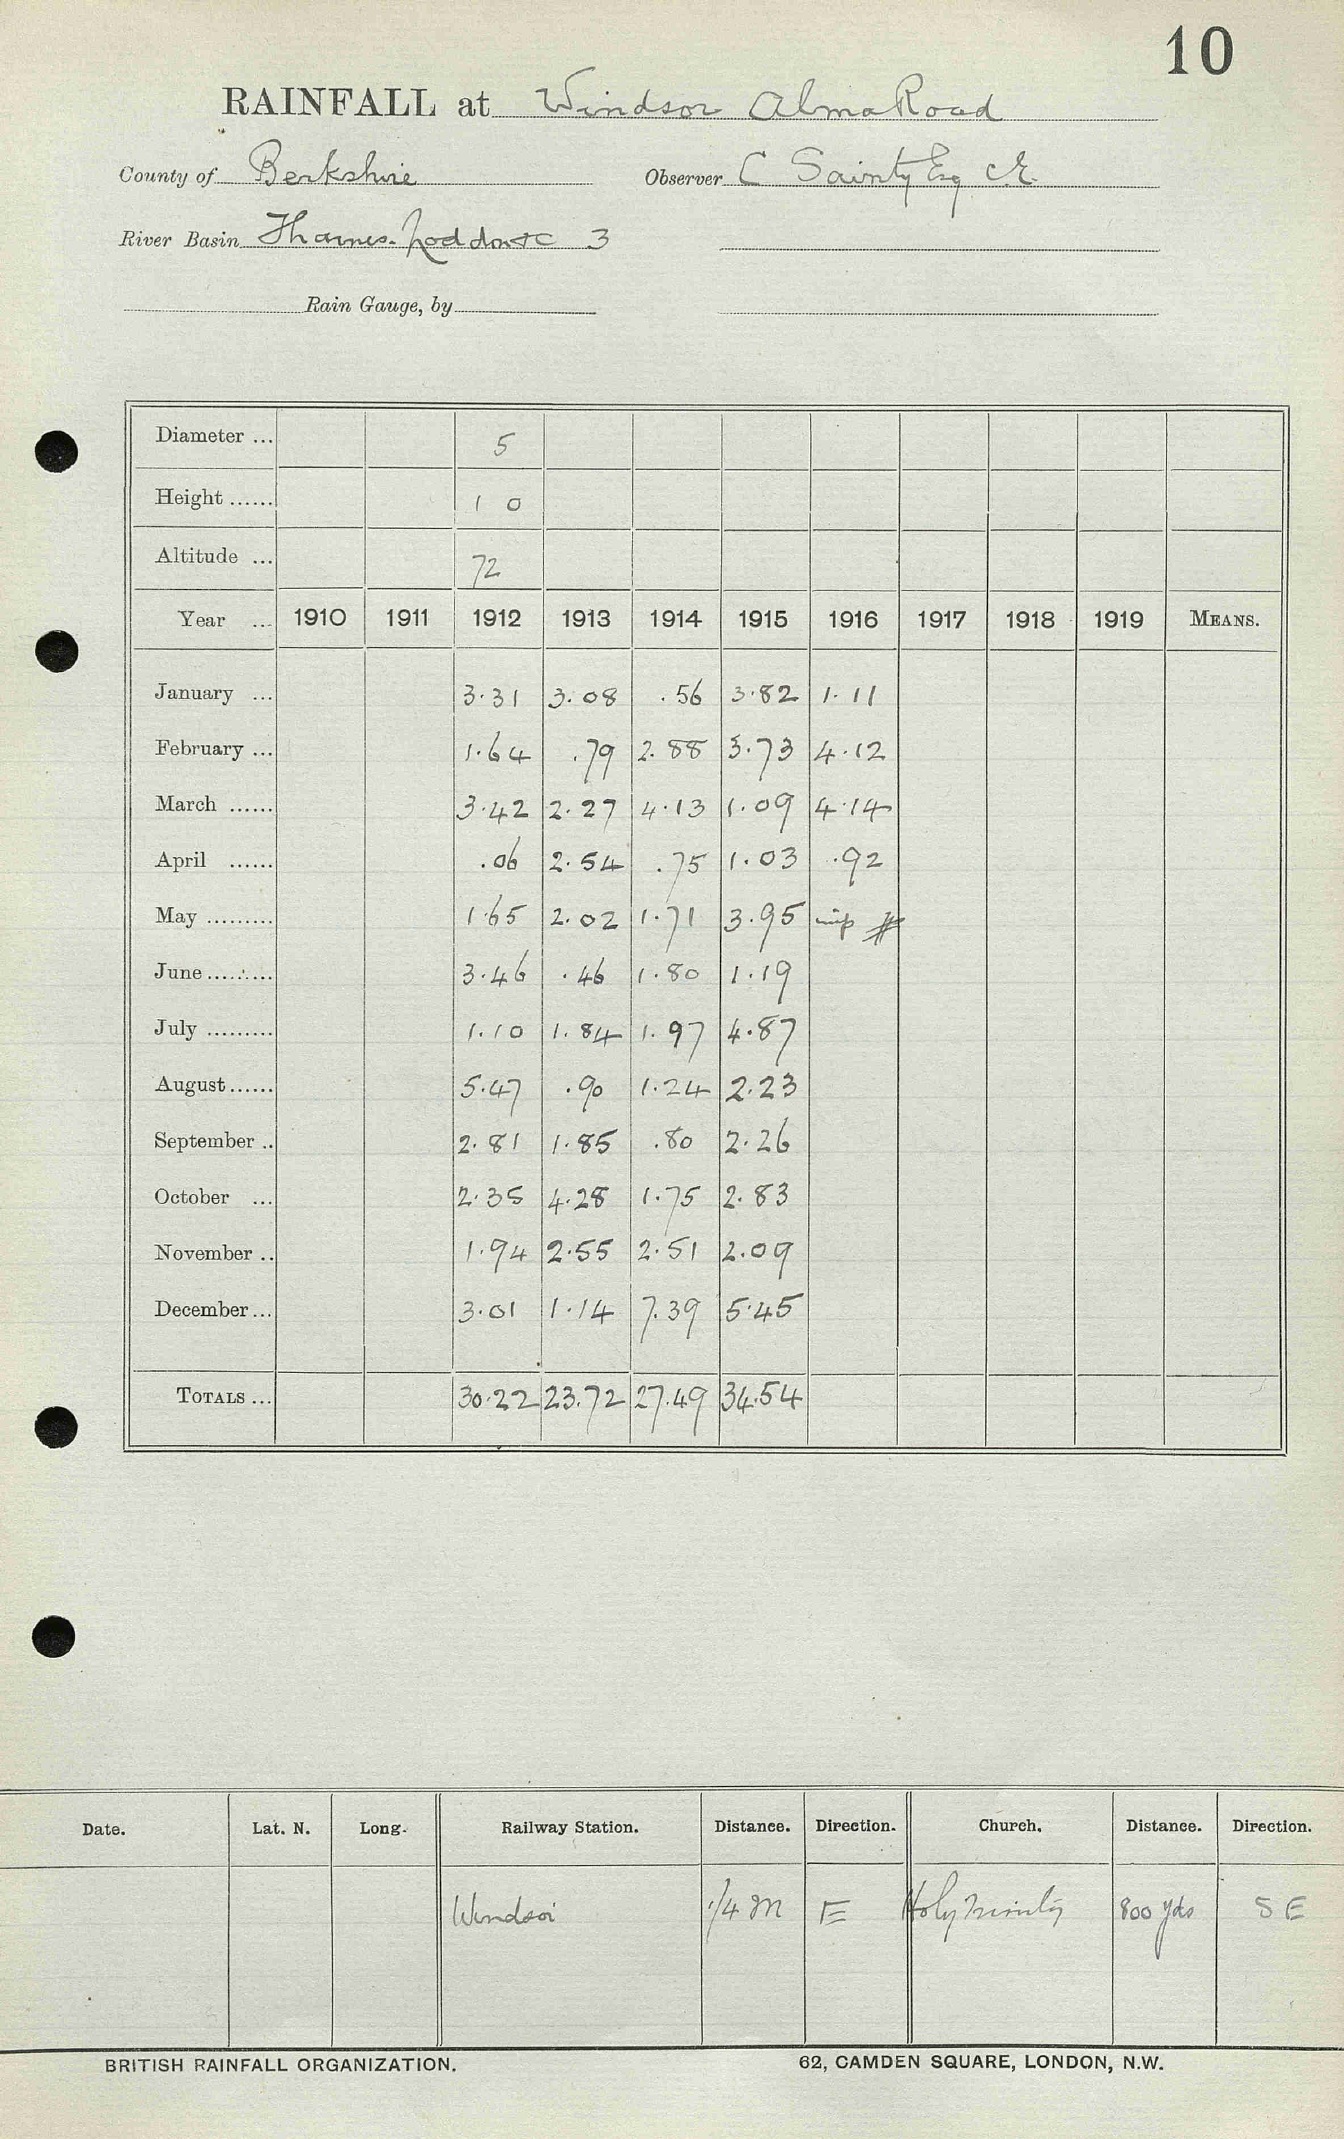 10
RAINFALL at Windsor Alma Road
County of Berkshire Observer C Sainty Esq C.E.
River Basin Thames-Loddon &c 3
Rain Gauge, by
Diameter ... 5
Height ...... 1 0
Altitude ... 72
Year ... 1910 1911 1912 1913 1914 1915 1916 1917 1918 1919 MEANS.
January ... 3.31 3.08 .56 3.82 1.11
February ... 1.64 .79 2.88 3.73 4.12
March ...... 3.42 2.27 4.13 1.09 4.14
April ...... .06 2.54 .75 1.03 .92
May ......... 1.65 2.02 1.71 3.95
June ......... 3.46 .46 1.80 1.19
July ......... 1.10 1.84 1.97 4.87
August ...... 5.47 .90 1.24 2.23
September .. 2.81 1.85 .80 2.26
October ... 2.35 4.28 1.75 2.83
November .. 1.94 2.55 2.51 2.09
December ... 3.01 1.14 7.39 5.45
TOTALS ... 30.22 23.72 27.49 34.54
Date. Lat. N. Long. Railway Station. Distance. Direction. Church. Distance. Direction.
Windsor 1/4 M E Holy Trinity 800 yds S E
BRITISH RAINFALL ORGANIZATION. 62, CAMDEN SQUARE, LONDON, N.W.